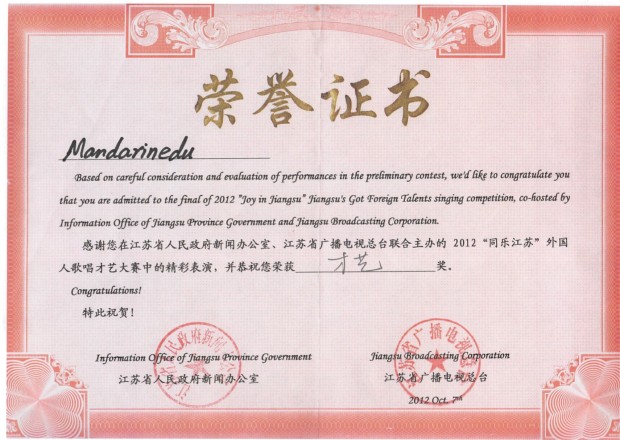 荣誉证书
Mandarinedu
Based on careful consideration and evaluation of performances in the preliminary contest, we'd like to congratulate you
that you are admitted to the final of 2012 "Joy in Jiangsu" Jiangsu's Got Foreign Talents singing competition, co-hosted by
Information Office of Jiangsu Province Government and Jiangsu Broadcasting Corporation.
感谢您在江苏省人民政府新闻办公室、江苏省广播电视总台联合主办的 2012 “同乐江苏”外国
人歌唱才艺大赛中的精彩表演，并恭祝您荣获 才艺 奖。
Congratulations!
特此祝贺！
Information Office of Jiangsu Province Government
Jiangsu Broadcasting Corporation
江苏省人民政府新闻办公室
江苏省广播电视总台
2012 Oct. 7th